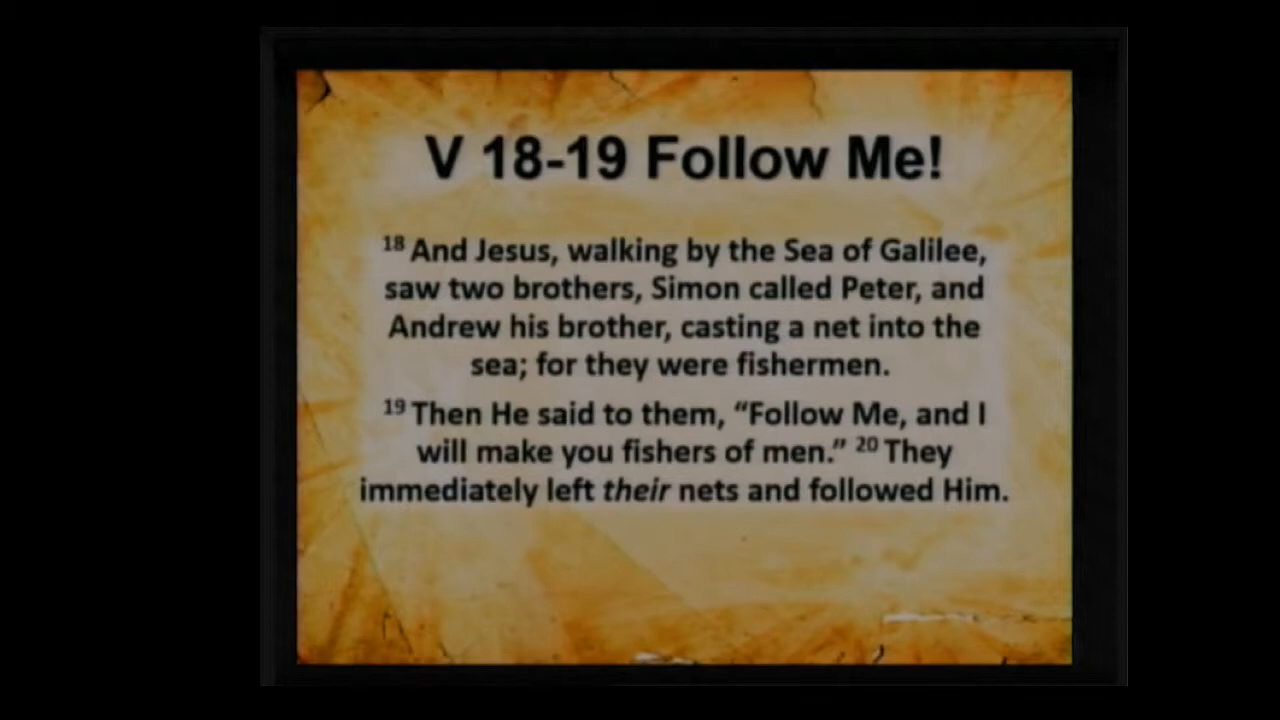 V 18-19 Follow Me!
18 And Jesus, walking by the Sea of Galilee,
saw two brothers, Simon called Peter, and
Andrew his brother, casting a net into the
sea; for they were fishermen.
19 Then He said to them, “Follow Me, and I
will make you fishers of men.” 20 They
immediately left their nets and followed Him.